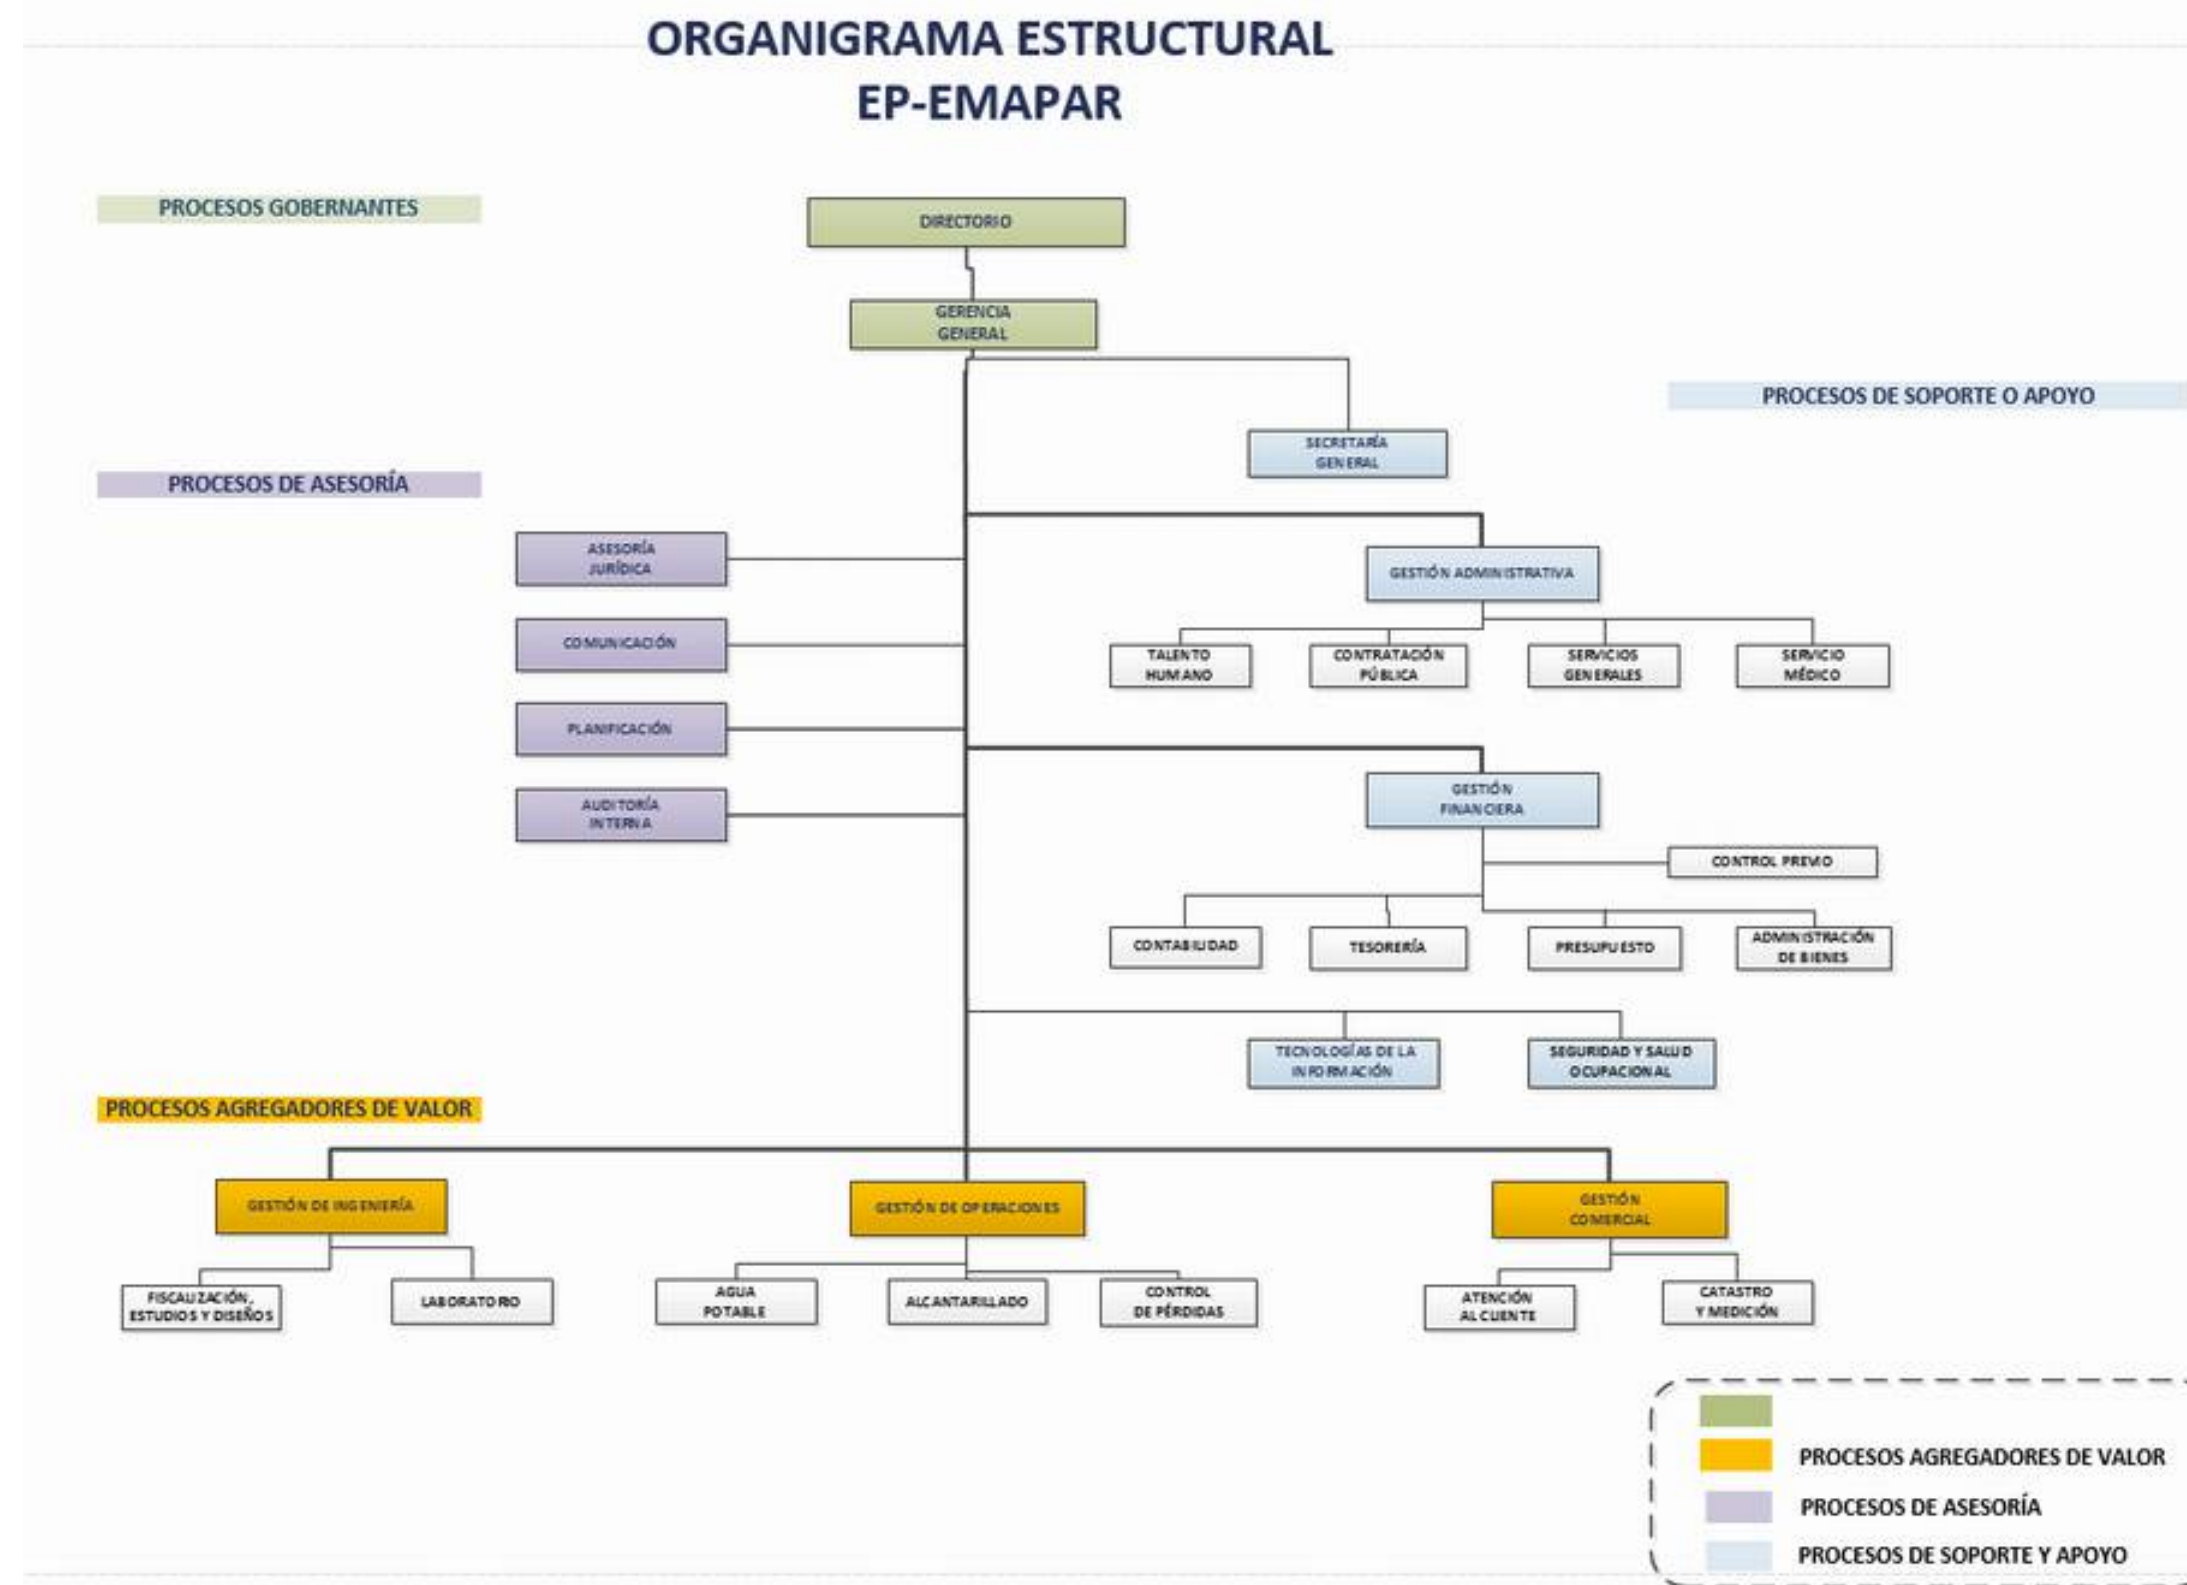 ORGANIGRAMA ESTRUCTURAL
EP-EMAPAR
PROCESOS GOBERNANTES
DIRECTORIO
GERENCIA
GENERAL
PROCESOS DE SOPORTE O APOYO
SECRETARÍA
GENERAL
PROCESOS DE ASESORÍA
ASESORÍA
JURÍDICA
COMUNICACIÓN
PLANIFICACIÓN
AUDITORÍA
INTERNA
GESTIÓN ADMINISTRATIVA
TALENTO
HUMANO
CONTRATACIÓN
PÚBLICA
SERVICIOS
GENERALES
SERVICIO
MÉDICO
GESTIÓN
FINANCIERA
CONTROL PREVIO
CONTABILIDAD
TESORERÍA
PRESUPUESTO
ADMINISTRACIÓN
DE BIENES
TECNOLOGÍAS DE LA
INFORMACIÓN
SEGURIDAD Y SALUD
OCUPACIONAL
PROCESOS AGREGADORES DE VALOR
GESTIÓN DE INGENIERÍA
GESTIÓN DE OPERACIONES
GESTIÓN
COMERCIAL
FISCALIZACIÓN,
ESTUDIOS Y DISEÑOS
LABORATORIO
AGUA
POTABLE
ALCANTARILLADO
CONTROL
DE PÉRDIDAS
ATENCIÓN
AL CLIENTE
CATASTRO
Y MEDICIÓN
PROCESOS AGREGADORES DE VALOR
PROCESOS DE ASESORÍA
PROCESOS DE SOPORTE Y APOYO